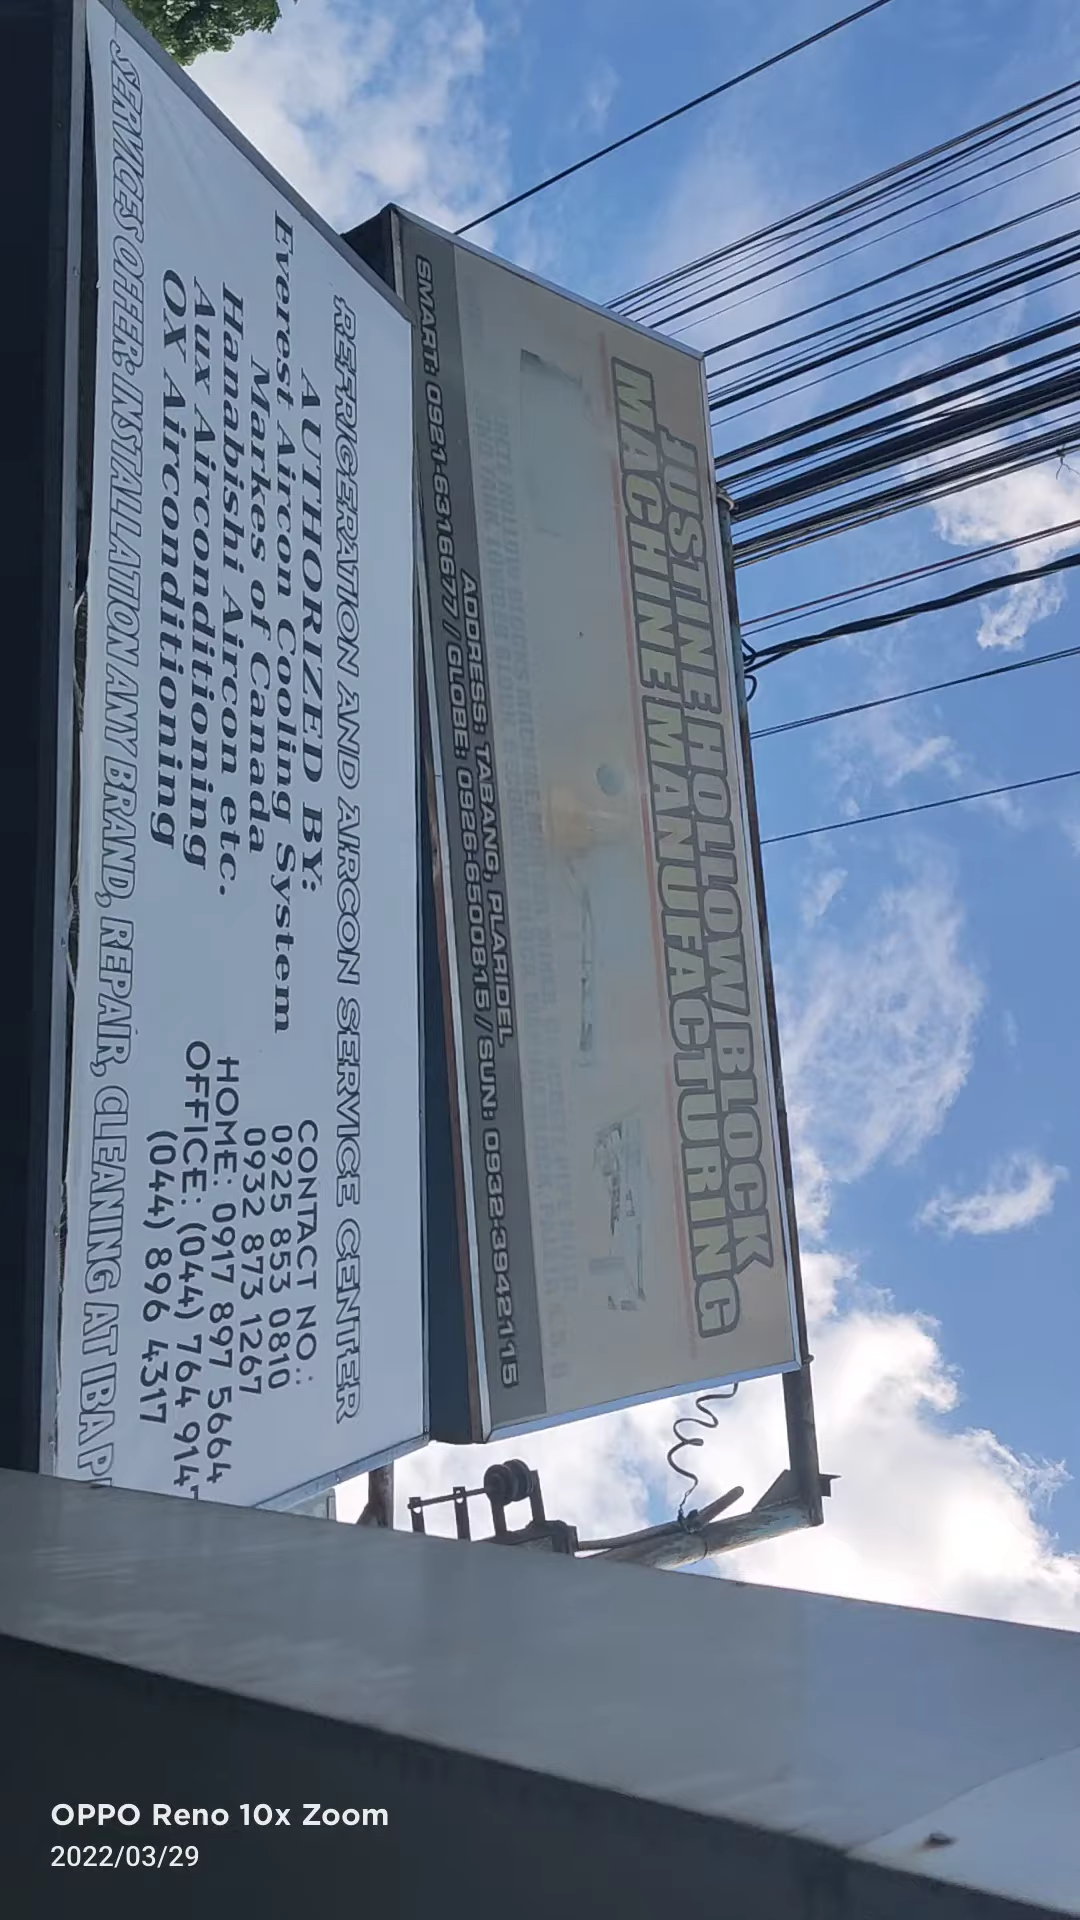 JUSTINE HOLLOW BLOCK
MACHINE MANUFACTURING
ADDRESS: TABANG, PLARIDEL
SMART: 0921-6316677 / GLOBE: 0926-6500815 / SUN: 0932-3942115
REFRIGERATION AND AIRCON SERVICE CENTER
AUTHORIZED BY:
Everest Aircon Cooling System
Markes of Canada
Hanabishi Aircon etc.
Aux Airconditioning
OX Airconditioning
CONTACT NO.:
0925 853 0810
0932 873 1267
HOME: 0917 897 5664
OFFICE: (044) 764 914
(044) 896 4317
SERVICES OFFER: INSTALLATION ANY BRAND, REPAIR, CLEANING AT IBAP
OPPO Reno 10x Zoom
2022/03/29